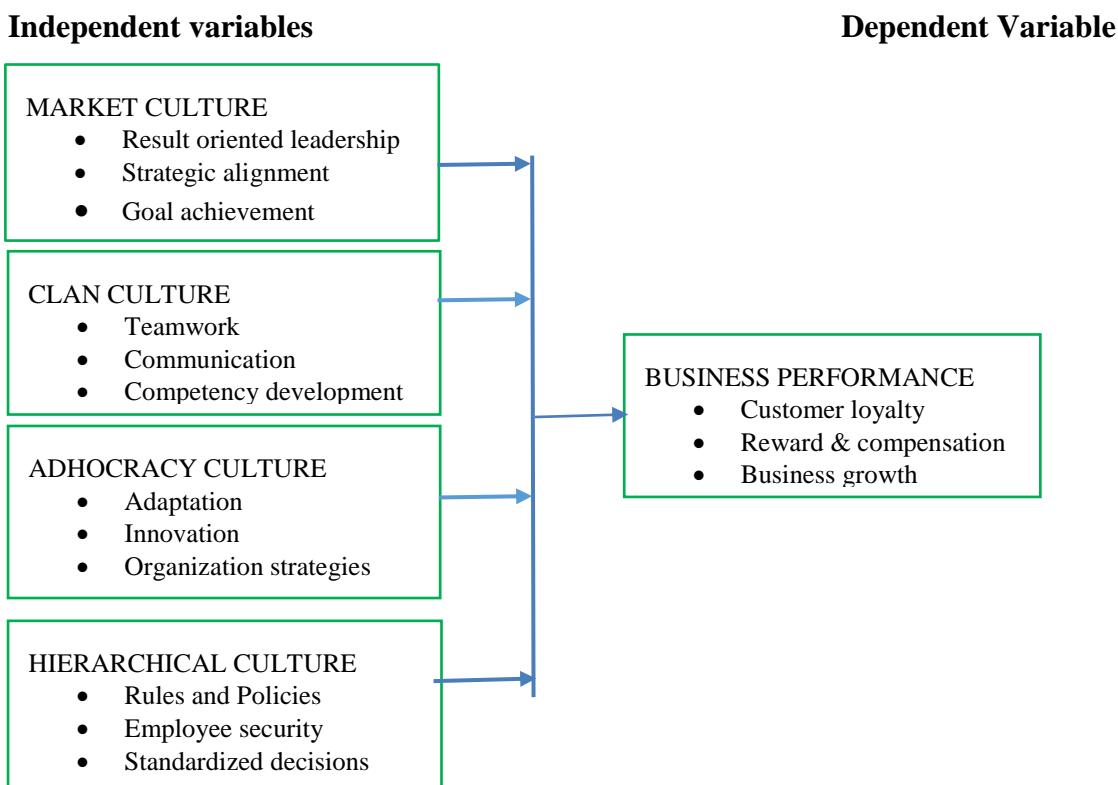 Independent variables
Dependent Variable
MARKET CULTURE
• Result oriented leadership
• Strategic alignment
• Goal achievement
CLAN CULTURE
• Teamwork
• Communication
• Competency development
ADHOCRACY CULTURE
• Adaptation
• Innovation
• Organization strategies
HIERARCHICAL CULTURE
• Rules and Policies
• Employee security
• Standardized decisions
BUSINESS PERFORMANCE
• Customer loyalty
• Reward & compensation
• Business growth